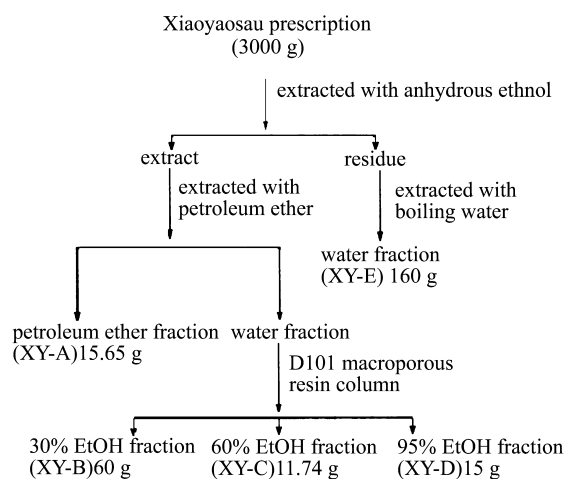 Xiaoyaosau prescription
(3000 g)
extracted with anhydrous ethnol
extract
residue
extracted with
petroleum ether
extracted with
boiling water
water fraction
(XY-E) 160 g
petroleum ether fraction
(XY-A)15.65 g
water fraction
D101 macroporous
resin column
30% EtOH fraction
(XY-B)60 g
60% EtOH fraction
(XY-C)11.74 g
95% EtOH fraction
(XY-D)15 g